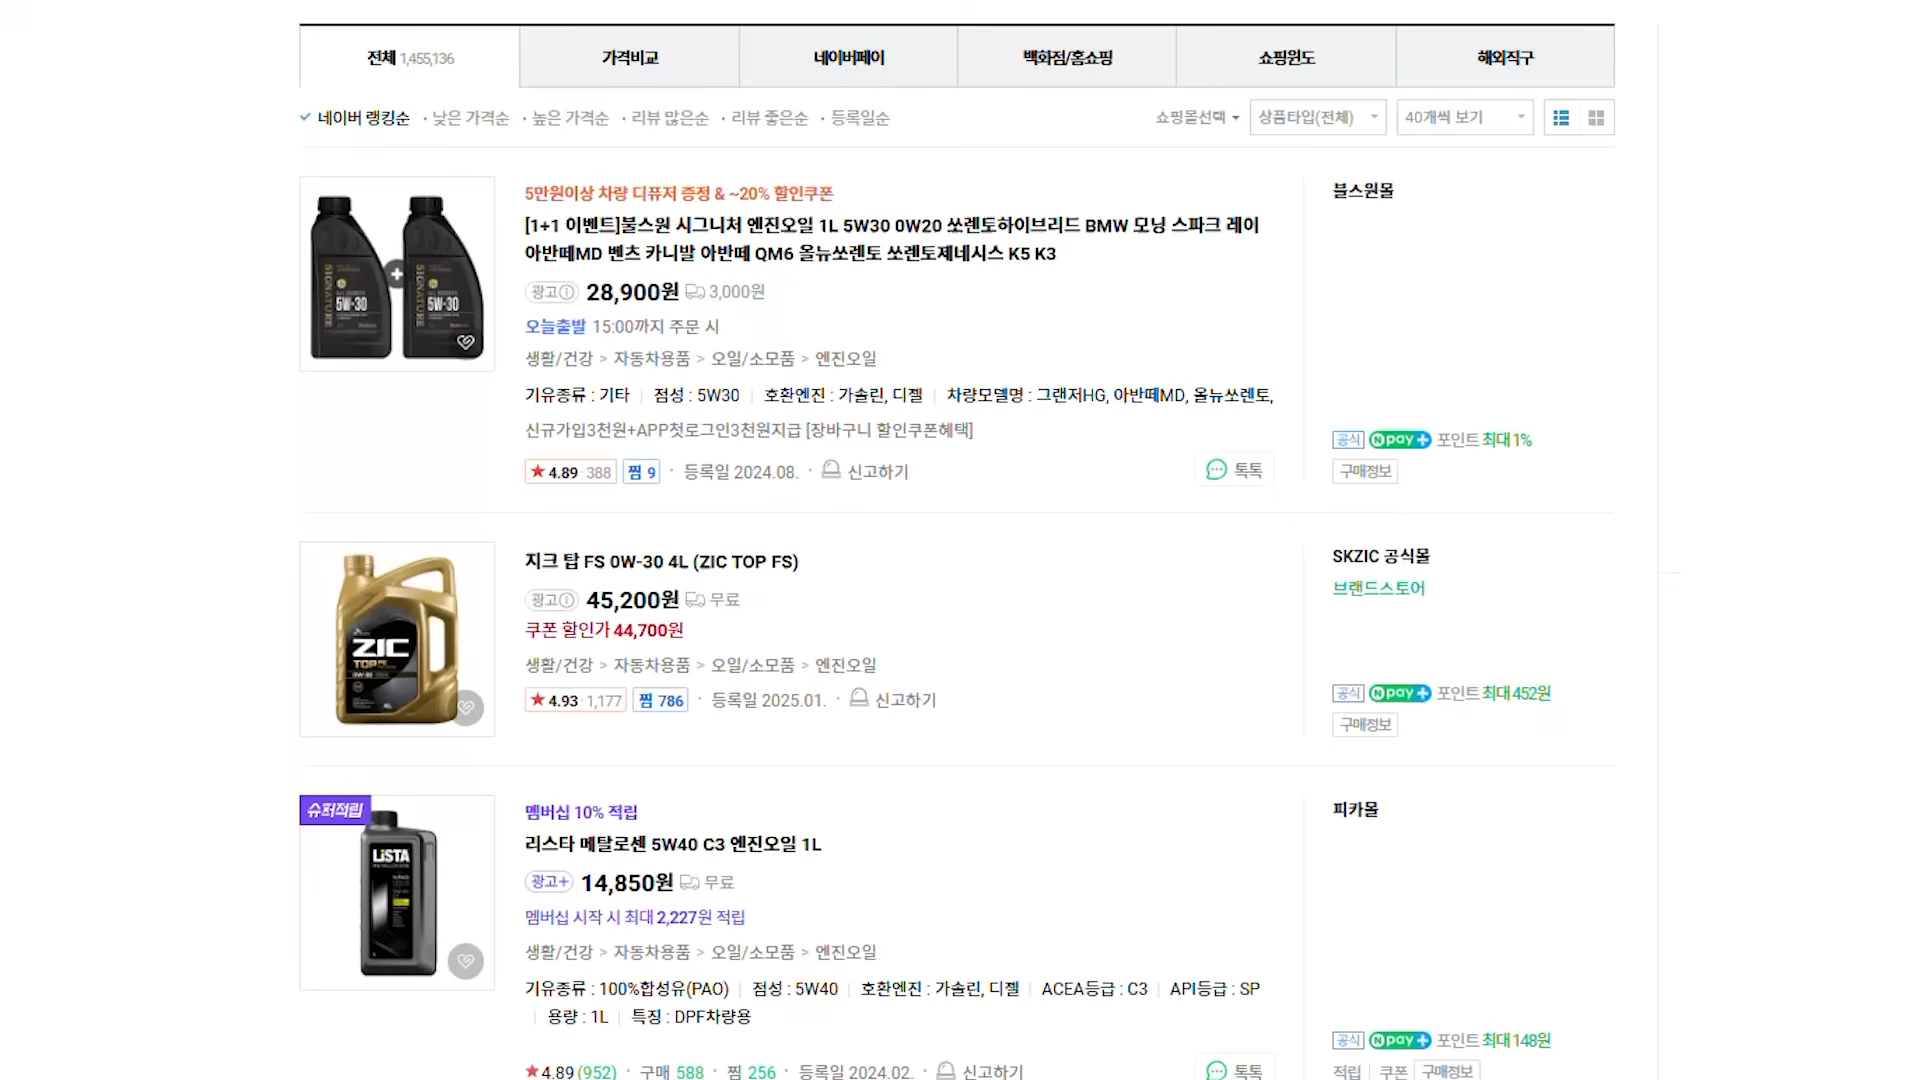 전체 1,455,136
가격비교
네이버페이
백화점/홈쇼핑
쇼핑윈도
해외직구
네이버 랭킹순 · 낮은 가격순 · 높은 가격순 · 리뷰 많은순 · 리뷰 좋은순 · 등록일순
쇼핑몰선택
상품타입(전체)
40개씩 보기
SIGNATURE
5W-30
SIGNATURE
5W-30
5만원이상 차량 디퓨저 증정 & ~20% 할인쿠폰
[1+1 이벤트]불스원 시그니처 엔진오일 1L 5W30 0W20 쏘렌토하이브리드 BMW 모닝 스파크 레이
아반떼MD 벤츠 카니발 아반떼 QM6 올뉴쏘렌토 쏘렌토제네시스 K5 K3
광고 28,900원 3,000원
오늘출발 15:00까지 주문 시
생활/건강 > 자동차용품 > 오일/소모품 > 엔진오일
기유종류 : 기타 | 점성 : 5W30 | 호환엔진 : 가솔린, 디젤 | 차량모델명 : 그랜저HG, 아반떼MD, 올뉴쏘렌토,
신규가입3천원+APP첫로그인3천원지급 [장바구니 할인쿠폰혜택]
★ 4.89 · 388 찜 9 · 등록일 2024.08. · 신고하기
톡톡
불스원몰
공식 N pay+ 포인트 최대 1%
구매정보
ZIC
TOP
0W-30
지크 탑 FS 0W-30 4L (ZIC TOP FS)
광고 45,200원 무료
쿠폰 할인가 44,700원
생활/건강 > 자동차용품 > 오일/소모품 > 엔진오일
★ 4.93 · 1,177 찜 786 · 등록일 2025.01. · 신고하기
SKZIC 공식몰
브랜드스토어
공식 N pay+ 포인트 최대 452원
구매정보
슈퍼적립
LiSTA
멤버십 10% 적립
리스타 메탈로센 5W40 C3 엔진오일 1L
광고+ 14,850원 무료
멤버십 시작 시 최대 2,227원 적립
생활/건강 > 자동차용품 > 오일/소모품 > 엔진오일
기유종류 : 100%합성유(PAO) | 점성 : 5W40 | 호환엔진 : 가솔린, 디젤 | ACEA등급 : C3 | API등급 : SP
| 용량 : 1L | 특징 : DPF차량용
★ 4.89 (952) · 구매 588 · 찜 256 · 등록일 2024.02. · 신고하기
톡톡
피카몰
공식 N pay+ 포인트 최대 148원
적립 | 쿠폰 구매정보